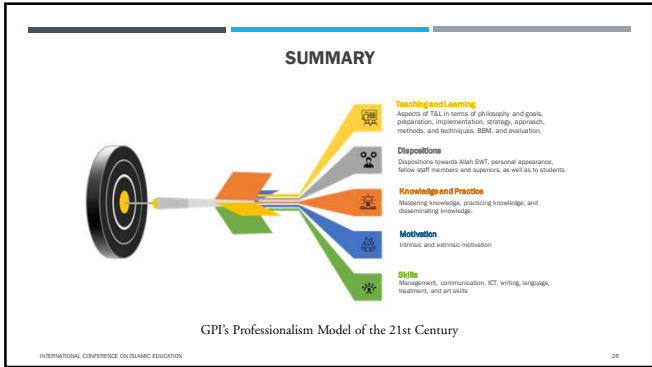 SUMMARY
Teaching and Learning
Aspects of T&L in terms of philosophy and goals,
preparation, implementation, strategy, approach,
methods, and techniques, BBM, and evaluation.
Dispositions
Dispositions towards Allah SWT, personal appearance,
fellow staff members and superiors, as well as to students.
Knowledge and Practice
Mastering knowledge, practicing knowledge, and
disseminating knowledge.
Motivation
Intrinsic and extrinsic motivation
Skills
Management, communication, ICT, writing, language,
treatment, and art skills
GPI's Professionalism Model of the 21st Century
INTERNATIONAL CONFERENCE ON ISLAMIC EDUCATION
26